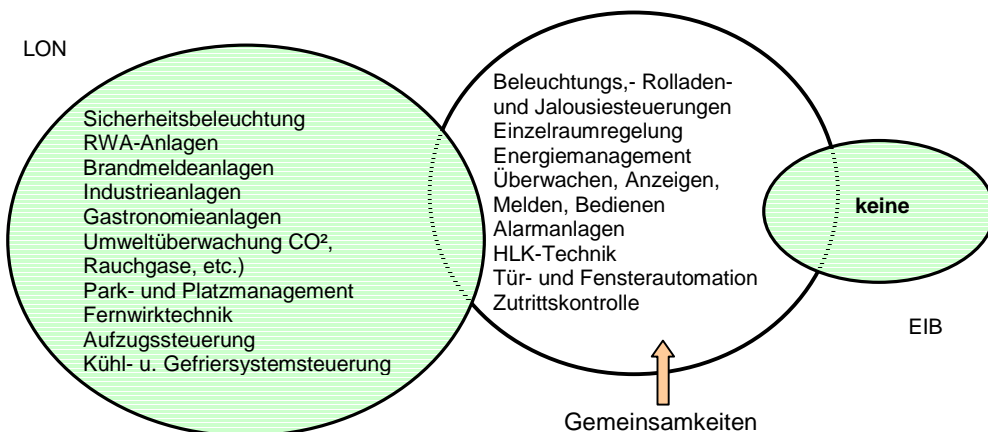 LON
Sicherheitsbeleuchtung
RWA-Anlagen
Brandmeldeanlagen
Industrieanlagen
Gastronomieanlagen
Umweltüberwachung CO²,
Rauchgase, etc.)
Park- und Platzmanagement
Fernwirktechnik
Aufzugssteuerung
Kühl- u. Gefriersystemsteuerung
Beleuchtungs,- Rolladen-
und Jalousiesteuerungen
Einzelraumregelung
Energiemanagement
Überwachen, Anzeigen,
Melden, Bedienen
Alarmanlagen
HLK-Technik
Tür- und Fensterautomation
Zutrittskontrolle
keine
EIB
Gemeinsamkeiten